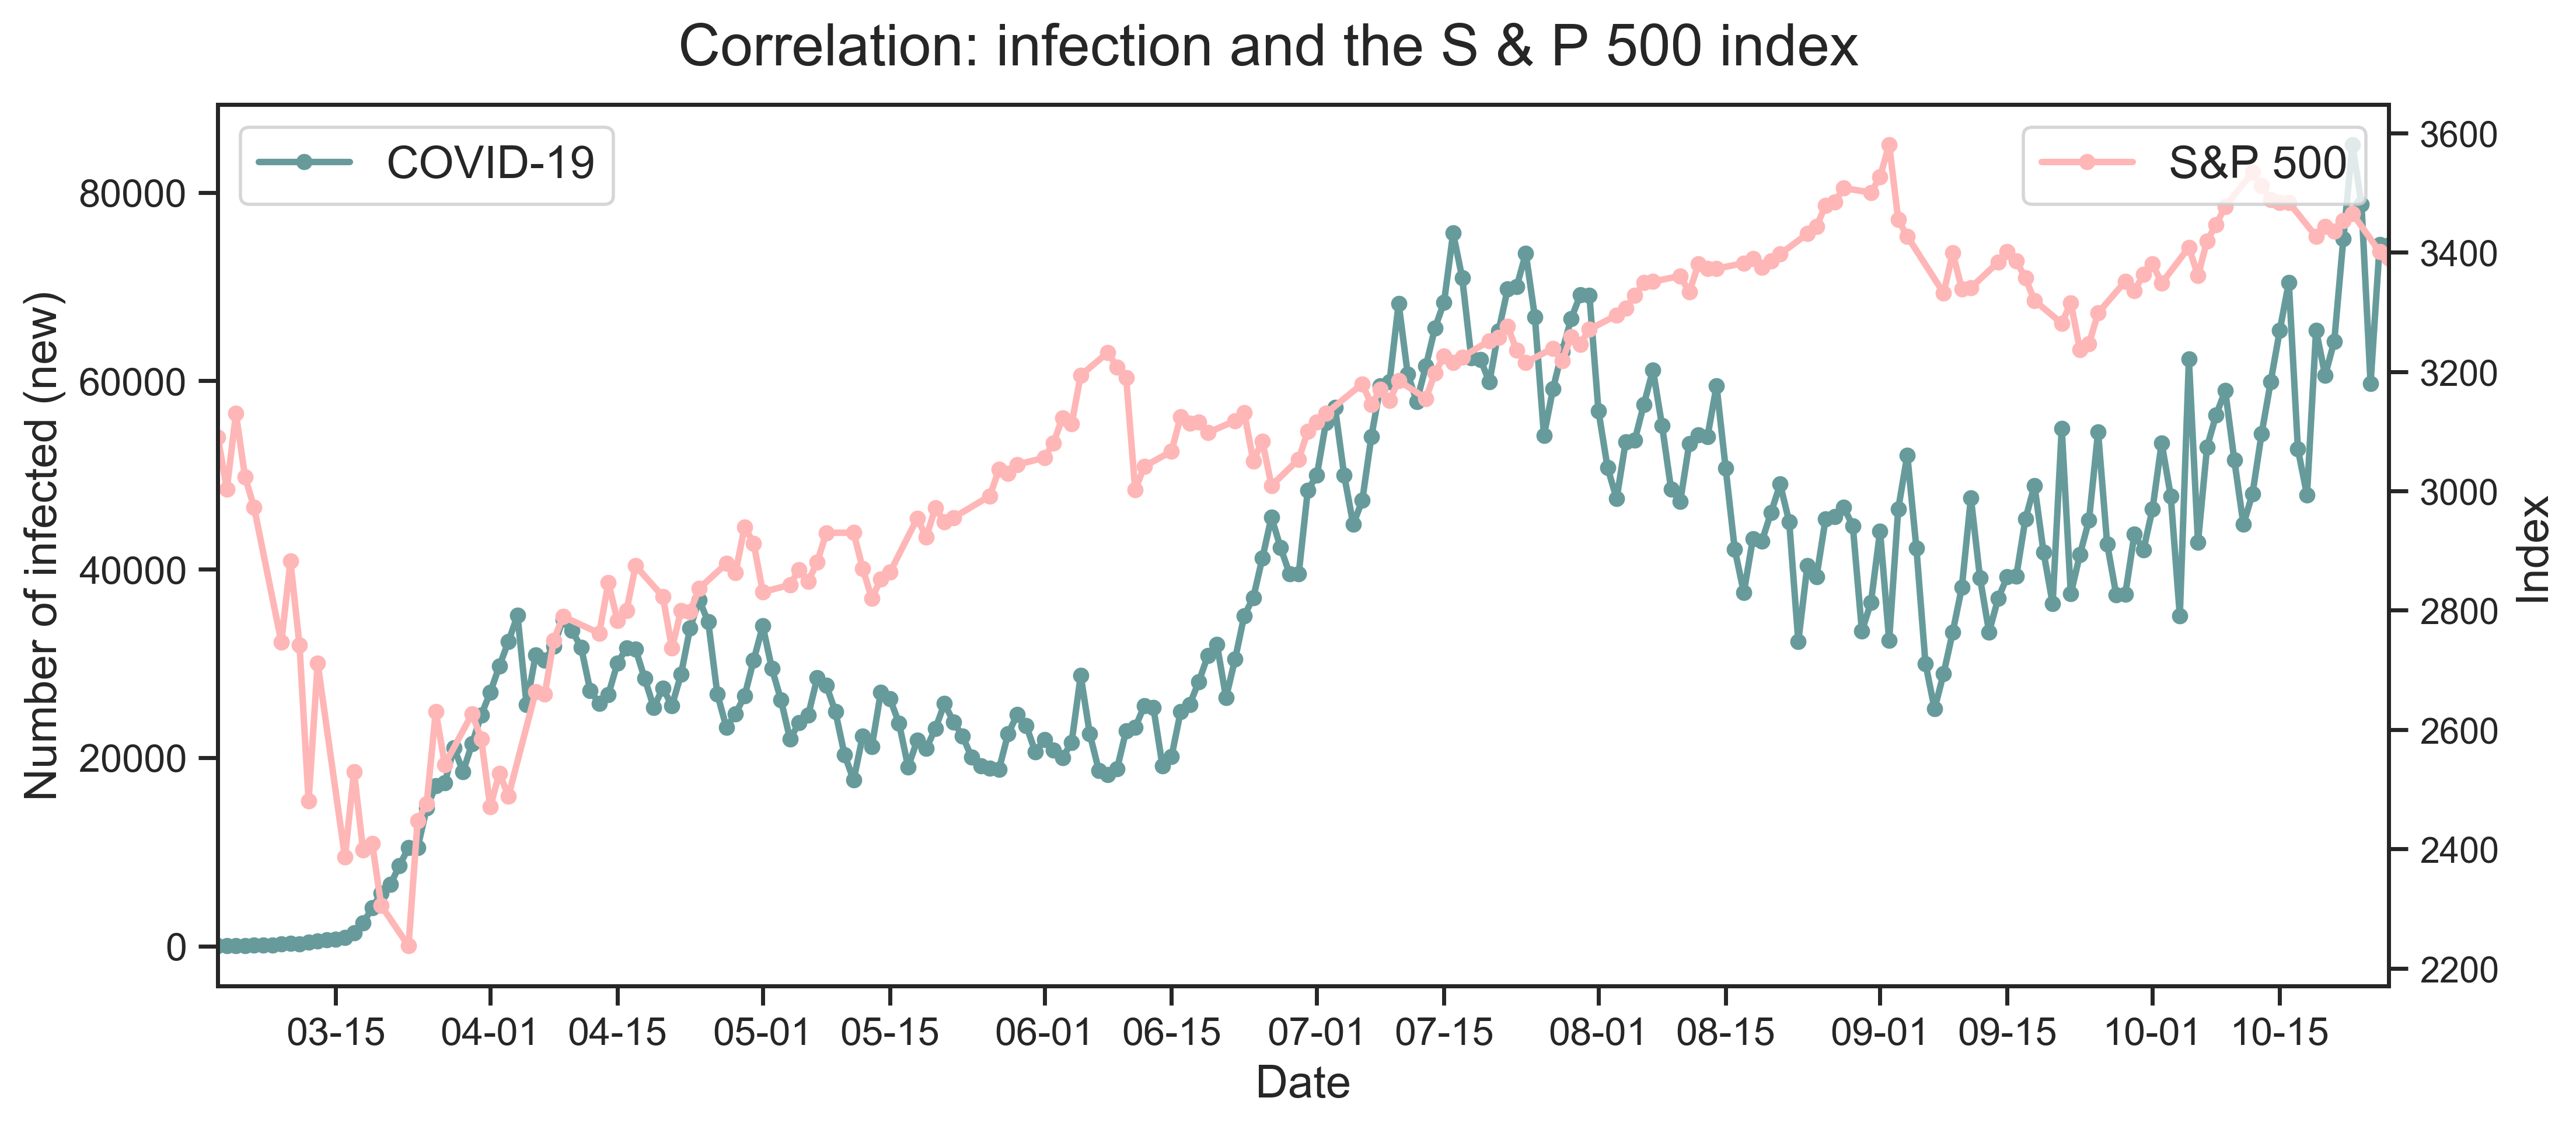 Correlation: infection and the S & P 500 index
COVID-19
S&P 500
Number of infected (new)
80000
60000
40000
20000
0
3600
3400
3200
3000
2800
2600
2400
2200
Index
03-15 04-01 04-15 05-01 05-15 06-01 06-15 07-01 07-15 08-01 08-15 09-01 09-15 10-01 10-15
Date